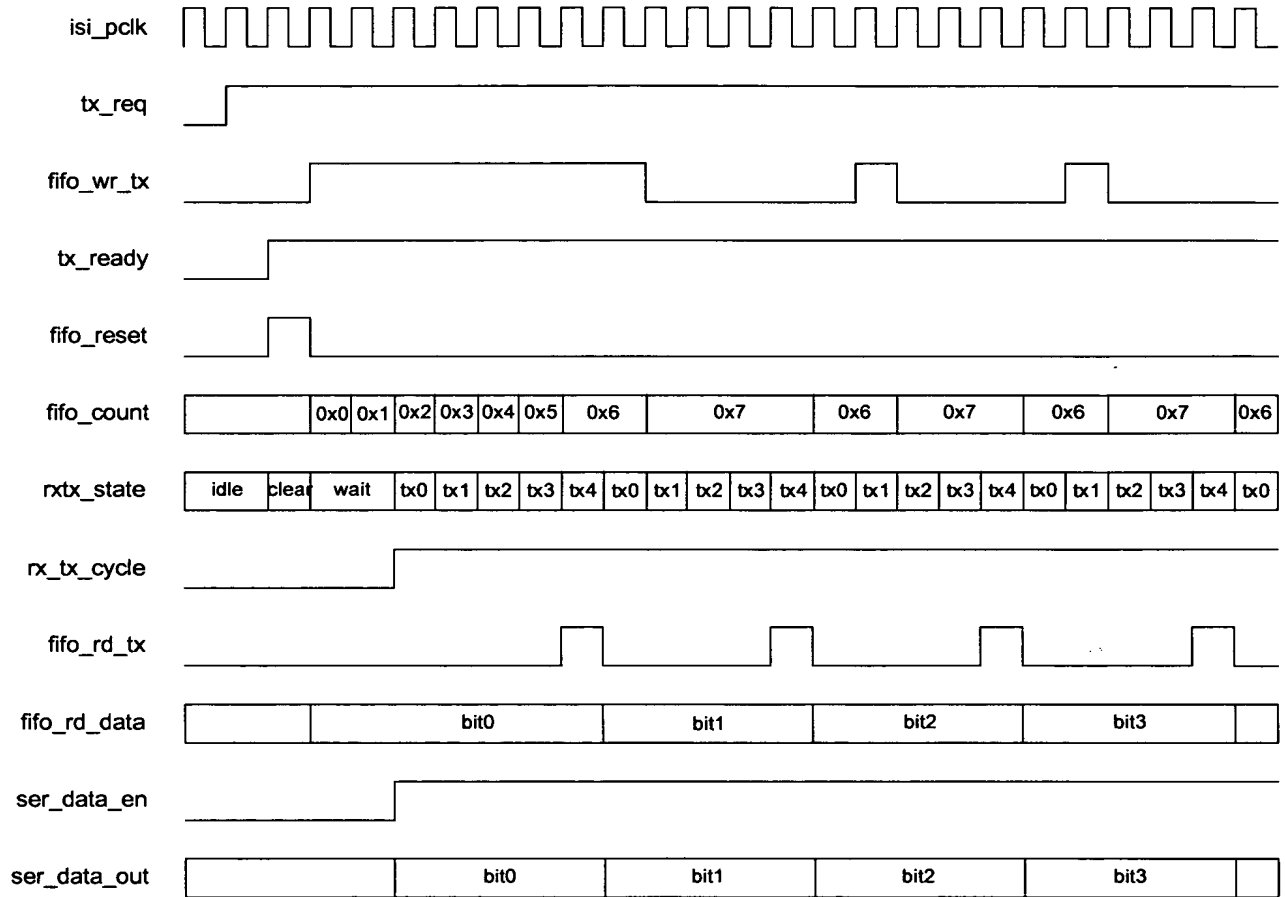 isi_pclk
tx_req
fifo_wr_tx
tx_ready
fifo_reset
fifo_count 0x0 0x1 0x2 0x3 0x4 0x5 0x6 0x7 0x6 0x7 0x6 0x7 0x6
rxtx_state idle clear wait tx0 tx1 tx2 tx3 tx4 tx0 tx1 tx2 tx3 tx4 tx0 tx1 tx2 tx3 tx4 tx0 tx1 tx2 tx3 tx4 tx0
rx_tx_cycle
fifo_rd_tx
fifo_rd_data bit0 bit1 bit2 bit3
ser_data_en
ser_data_out bit0 bit1 bit2 bit3